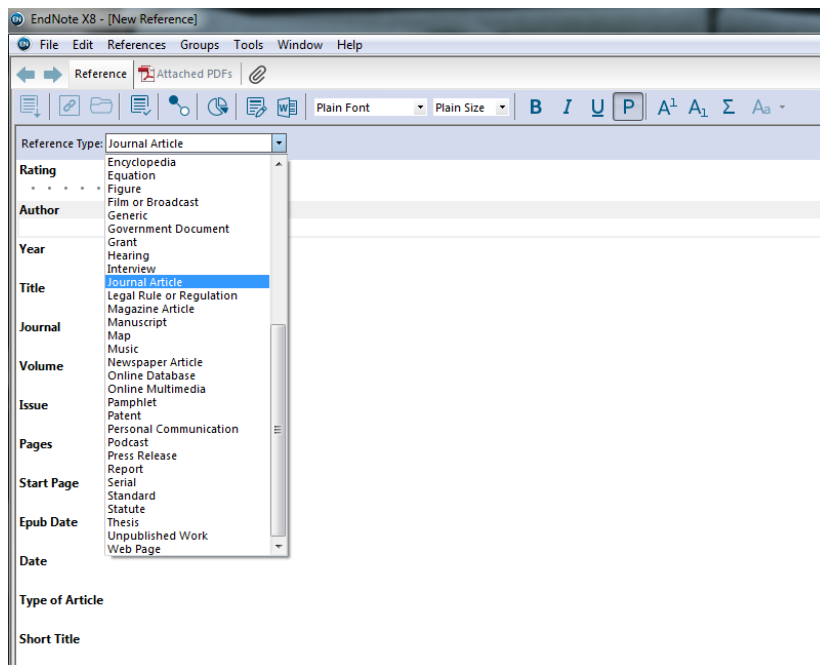 EndNote X8 - [New Reference]
File Edit References Groups Tools Window Help
Reference Attached PDFs
Plain Font Plain Size B I U P A1 A1 Σ Aa
Reference Type: Journal Article
Rating
Author
Year
Title
Journal
Volume
Issue
Pages
Start Page
Epub Date
Date
Type of Article
Short Title
Encyclopedia
Equation
Figure
Film or Broadcast
Generic
Government Document
Grant
Hearing
Interview
Journal Article
Legal Rule or Regulation
Magazine Article
Manuscript
Map
Music
Newspaper Article
Online Database
Online Multimedia
Pamphlet
Patent
Personal Communication
Podcast
Press Release
Report
Serial
Standard
Statute
Thesis
Unpublished Work
Web Page